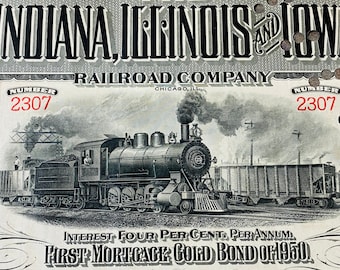 INDIANA, ILLINOIS AND IOWA
RAILROAD COMPANY
CHICAGO, ILL.
NUMBER NUMBER
2307 2307
INTEREST FOUR PER CENT. PER ANNUM.
FIRST MORTGAGE GOLD BOND OF 1950.